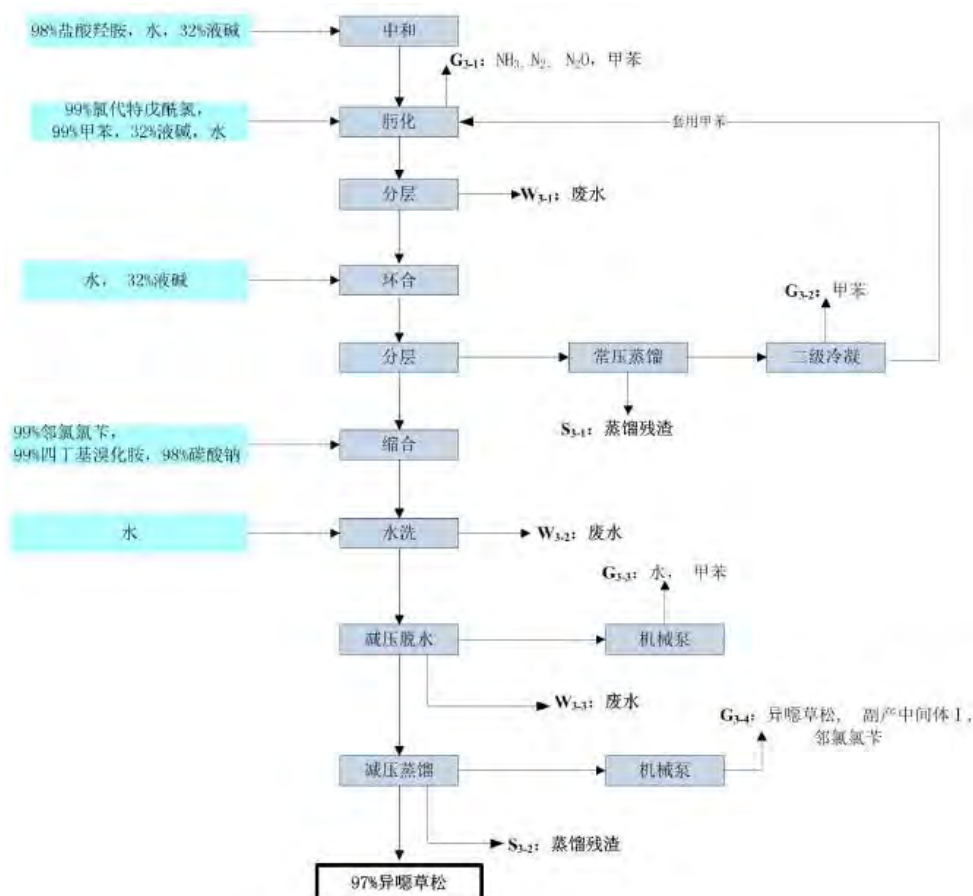 98%盐酸羟胺，水，32%液碱
中和
G3-1：NH3, N2、N2O，甲苯
99%氯代特戊酰氯，
99%甲苯，32%液碱，水
肟化
套用甲苯
分层
W3-1：废水
水， 32%液碱
环合
G3-2：甲苯
分层
常压蒸馏
二级冷凝
S3-1：蒸馏残渣
99%邻氯氯苄，
99%四丁基溴化胺，98%碳酸钠
缩合
水
水洗
W3-2：废水
G3-3：水， 甲苯
减压脱水
机械泵
W3-3：废水
G3-4：异噁草松， 副产中间体Ⅰ，
邻氯氯苄
减压蒸馏
机械泵
S3-2：蒸馏残渣
97%异噁草松